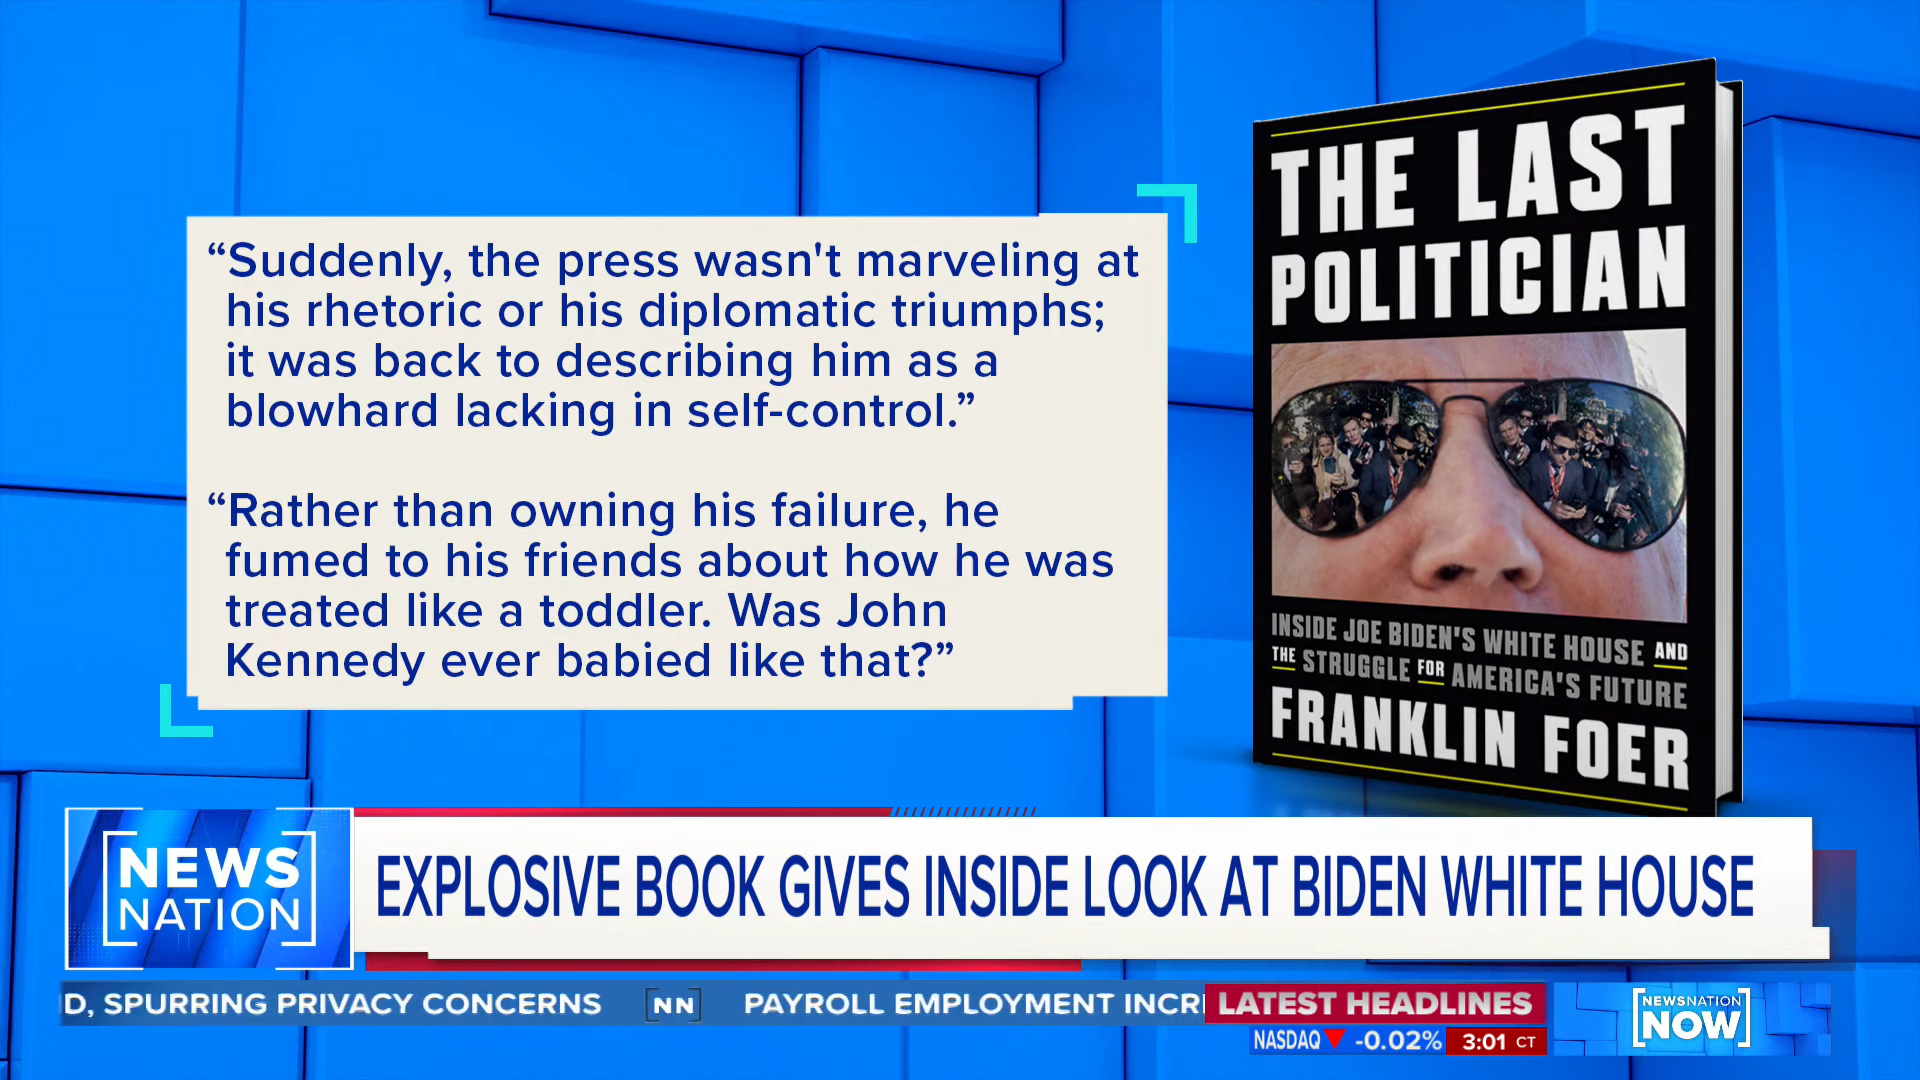 “Suddenly, the press wasn't marveling at
his rhetoric or his diplomatic triumphs;
it was back to describing him as a
blowhard lacking in self-control.”
“Rather than owning his failure, he
fumed to his friends about how he was
treated like a toddler. Was John
Kennedy ever babied like that?”
THE LAST
POLITICIAN
INSIDE JOE BIDEN'S WHITE HOUSE AND
THE STRUGGLE FOR AMERICA'S FUTURE
FRANKLIN FOER
NEWS
NATION
EXPLOSIVE BOOK GIVES INSIDE LOOK AT BIDEN WHITE HOUSE
D, SPURRING PRIVACY CONCERNS NN PAYROLL EMPLOYMENT INCR
LATEST HEADLINES
NASDAQ -0.02% 3:01 CT
NEWSNATION
NOW